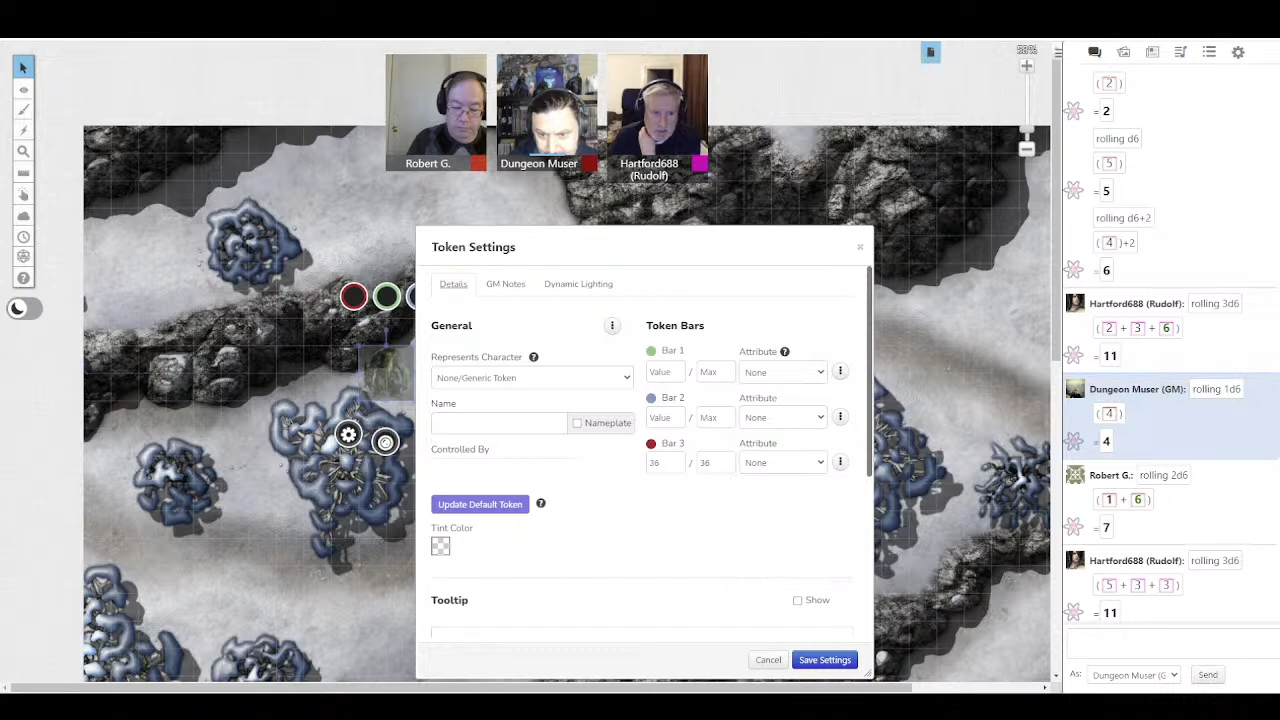 Robert G.
Dungeon Muser
Hartford688
(Rudolf)
Token Settings
Details
GM Notes
Dynamic Lighting
General
Represents Character
None/Generic Token
Name
Nameplate
Controlled By
Update Default Token
Tint Color
Token Bars
Bar 1
Attribute
Value / Max
None
Bar 2
Attribute
Value / Max
None
Bar 3
Attribute
36 / 36
None
Tooltip
Show
Cancel
Save Settings
(2)
= 2
rolling d6
(5)
= 5
rolling d6+2
(4)+2
= 6
Hartford688 (Rudolf): rolling 3d6
(2 + 3 + 6)
= 11
Dungeon Muser (GM): rolling 1d6
(4)
= 4
Robert G.: rolling 2d6
(1 + 6)
= 7
Hartford688 (Rudolf): rolling 3d6
(5 + 3 + 3)
= 11
As: Dungeon Muser (G
Send